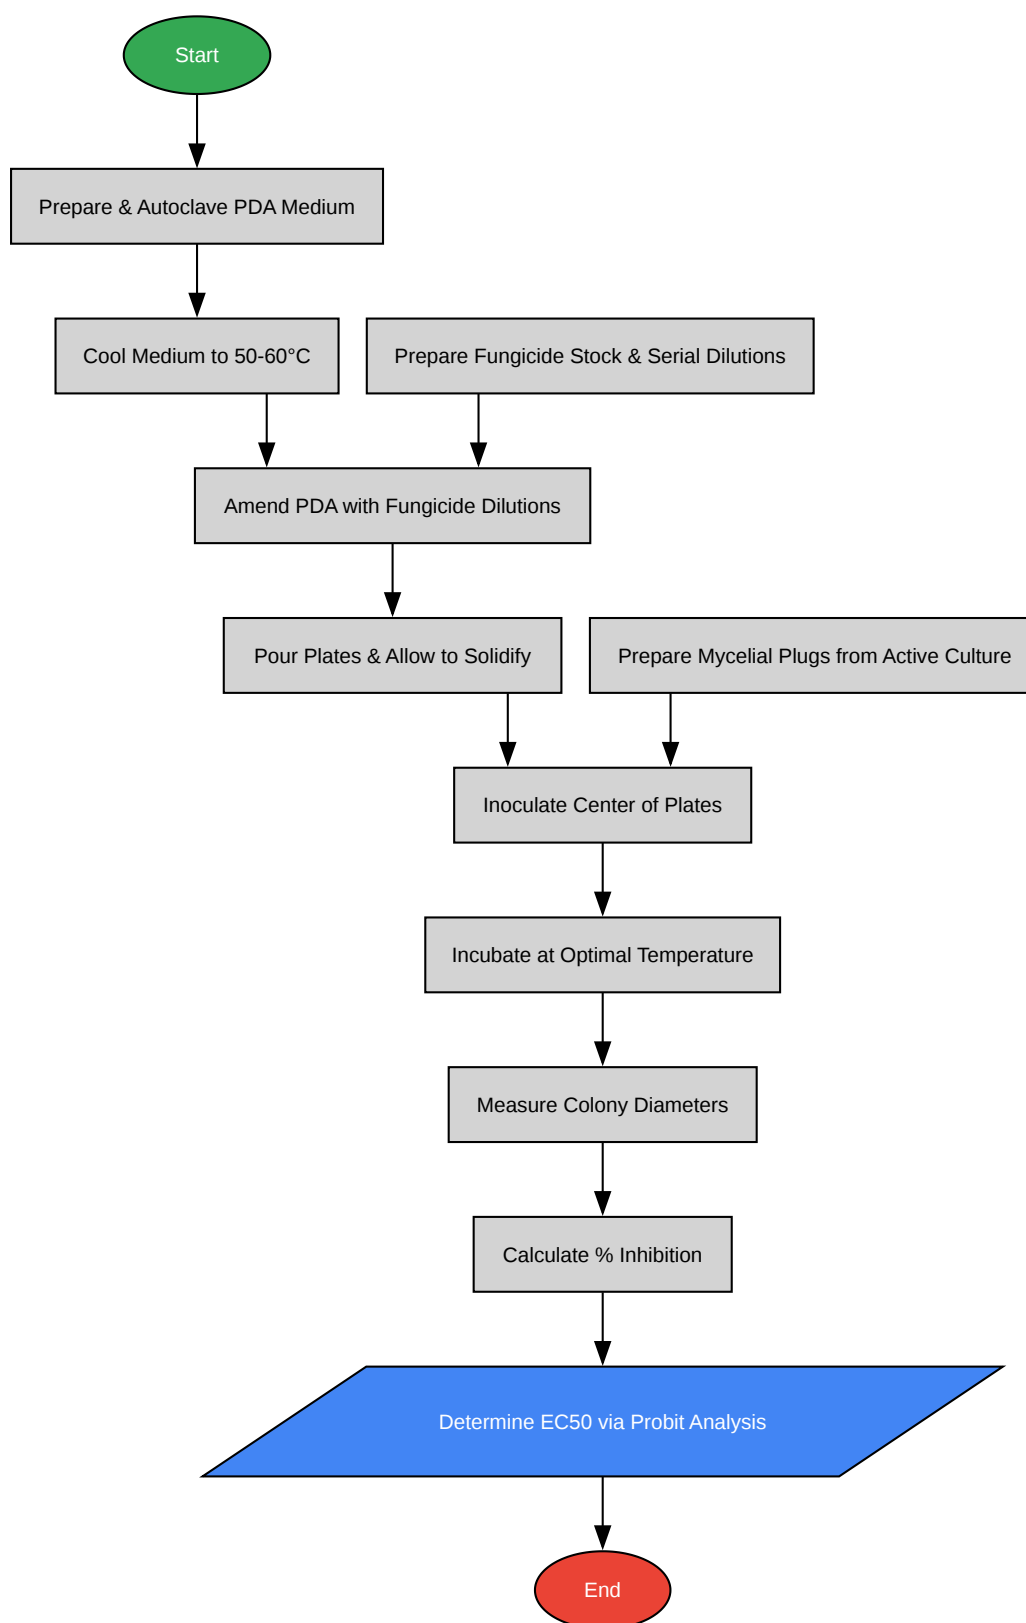 Start
Prepare & Autoclave PDA Medium
Cool Medium to 50-60°C
Prepare Fungicide Stock & Serial Dilutions
Amend PDA with Fungicide Dilutions
Pour Plates & Allow to Solidify
Prepare Mycelial Plugs from Active Culture
Inoculate Center of Plates
Incubate at Optimal Temperature
Measure Colony Diameters
Calculate % Inhibition
Determine EC50 via Probit Analysis
End